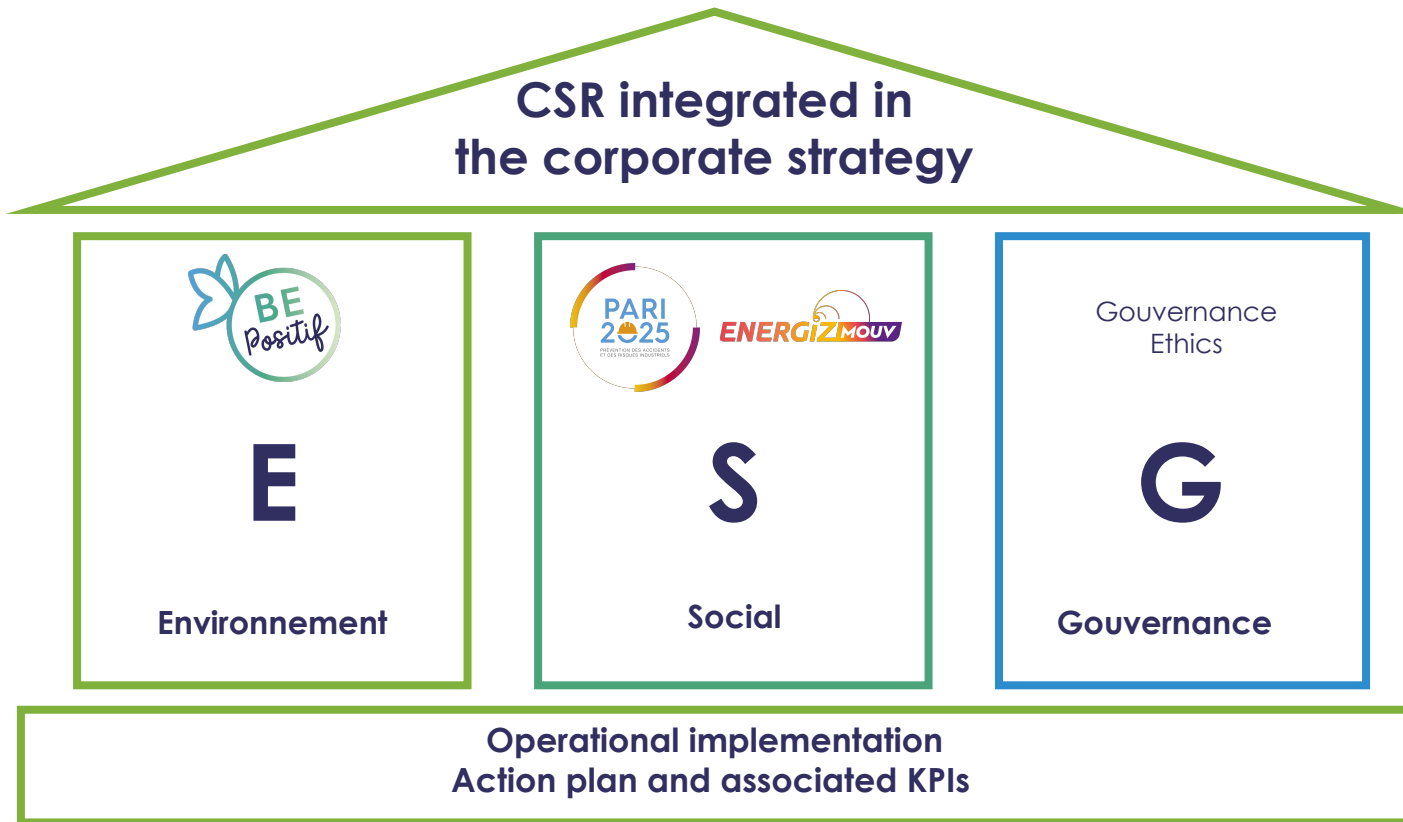 CSR integrated in
the corporate strategy
BE
Positif
PARI
2025
PRÉVENTION DES ACCIDENTS
ET DES RISQUES INDUSTRIELS
ENERGIZMOUV
Gouvernance
Ethics
E
S
G
Environnement
Social
Gouvernance
Operational implementation
Action plan and associated KPIs